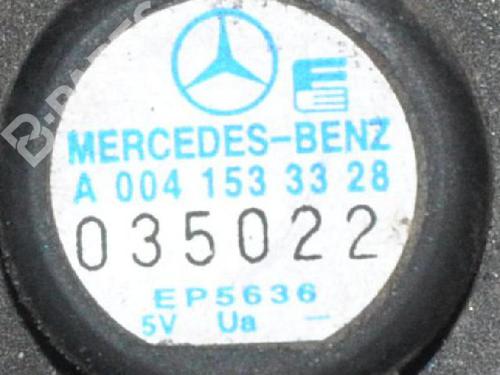 MERCEDES-BENZ
A 004 153 33 28
035022
EP5636
5V Ua —